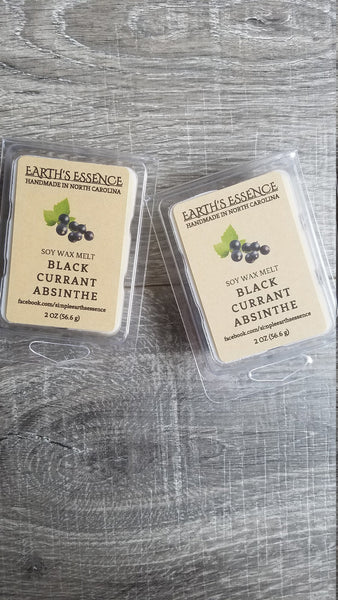 EARTH'S ESSENCE
HANDMADE IN NORTH CAROLINA
SOY WAX MELT
BLACK
CURRANT
ABSINTHE
facebook.com/simpleearthsessence
2 OZ (56.6 g)
EARTH'S ESSENCE
HANDMADE IN NORTH CAROLINA
SOY WAX MELT
BLACK
CURRANT
ABSINTHE
facebook.com/simpleearthsessence
2 OZ (56.6 g)